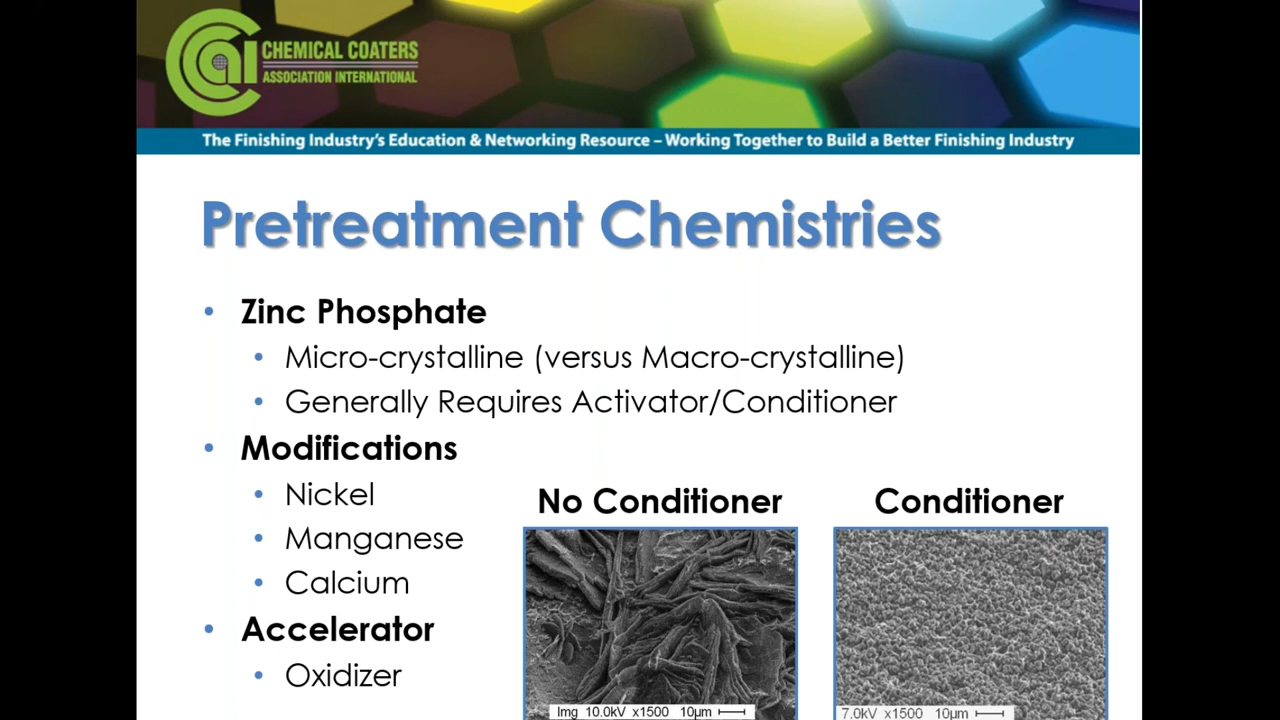 CHEMICAL COATERS
ASSOCIATION INTERNATIONAL
The Finishing Industry's Education & Networking Resource – Working Together to Build a Better Finishing Industry
Pretreatment Chemistries
• Zinc Phosphate
• Micro-crystalline (versus Macro-crystalline)
• Generally Requires Activator/Conditioner
• Modifications
• Nickel
• Manganese
• Calcium
• Accelerator
• Oxidizer
No Conditioner
Conditioner
Img 10.0kV x1500 10μm
7.0kV x1500 10μm